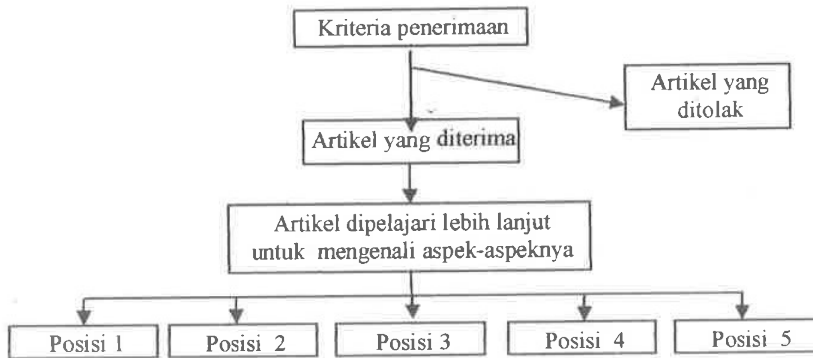 Kriteria penerimaan
Artikel yang
ditolak
Artikel yang diterima
Artikel dipelajari lebih lanjut
untuk mengenali aspek-aspeknya
Posisi 1
Posisi 2
Posisi 3
Posisi 4
Posisi 5